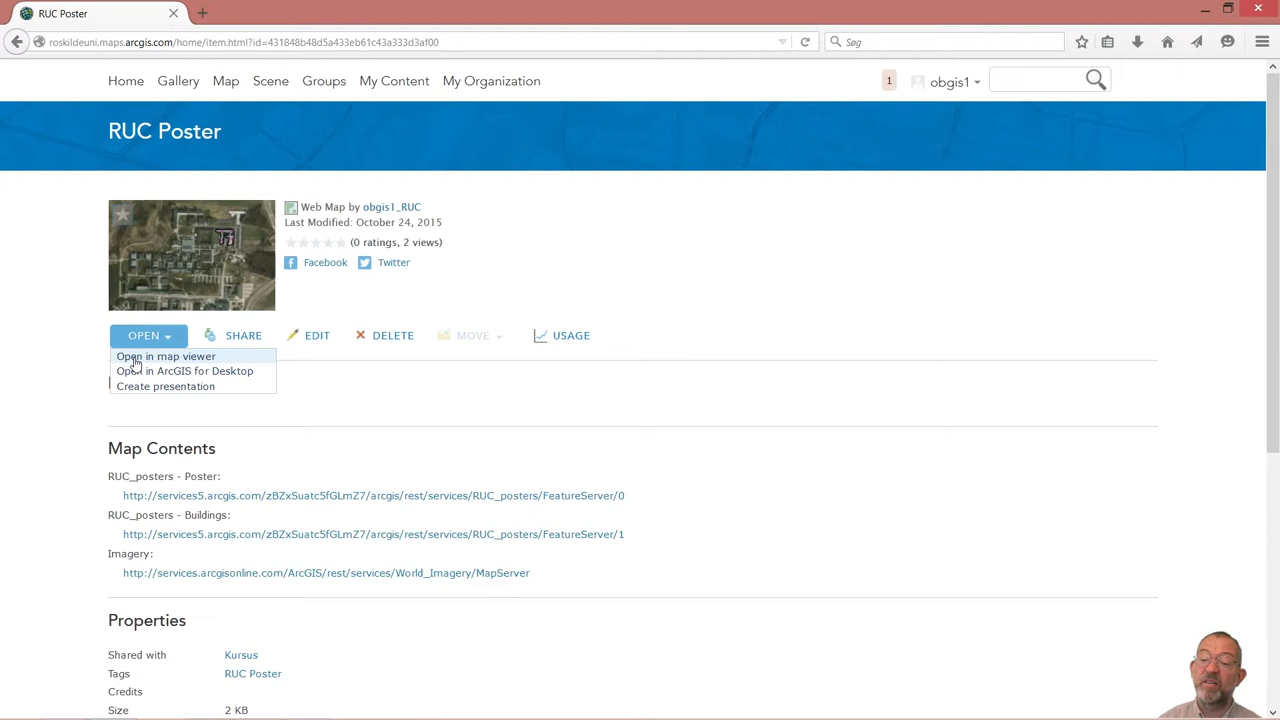 RUC Poster
roskildeuni.maps.arcgis.com/home/item.html?id=431848b48d5a433eb61c43a333d3af00
Søg
Home Gallery Map Scene Groups My Content My Organization
1
obgis1
RUC Poster
Web Map by obgis1_RUC
Last Modified: October 24, 2015
(0 ratings, 2 views)
Facebook Twitter
OPEN SHARE EDIT DELETE MOVE USAGE
Open in map viewer
Open in ArcGIS for Desktop
Create presentation
Map Contents
RUC_posters - Poster:
http://services5.arcgis.com/zBZxSuatc5fGLmZ7/arcgis/rest/services/RUC_posters/FeatureServer/0
RUC_posters - Buildings:
http://services5.arcgis.com/zBZxSuatc5fGLmZ7/arcgis/rest/services/RUC_posters/FeatureServer/1
Imagery:
http://services.arcgisonline.com/ArcGIS/rest/services/World_Imagery/MapServer
Properties
Shared with Kursus
Tags RUC Poster
Credits
Size 2 KB